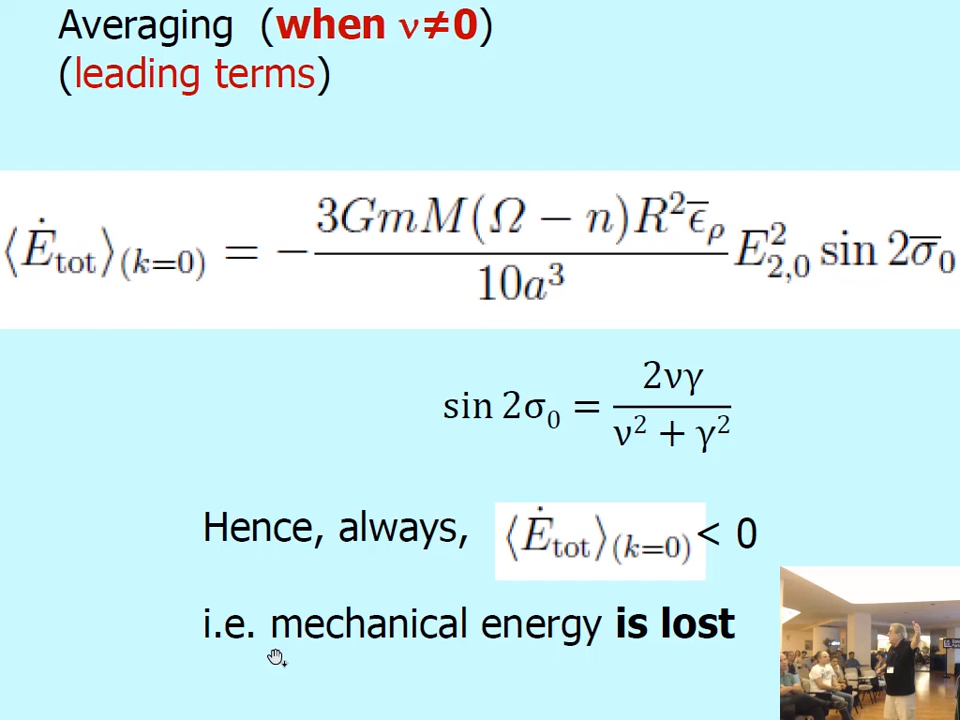 Averaging (when ν≠0)
(leading terms)
⟨Ė_tot⟩_(k=0) = − 3GmM(Ω − n)R²ε̅_ρ / 10a³ E²_2,0 sin 2σ̅_0
sin 2σ_0 = 2νγ / ν² + γ²
Hence, always, ⟨Ė_tot⟩_(k=0) < 0
i.e. mechanical energy is lost